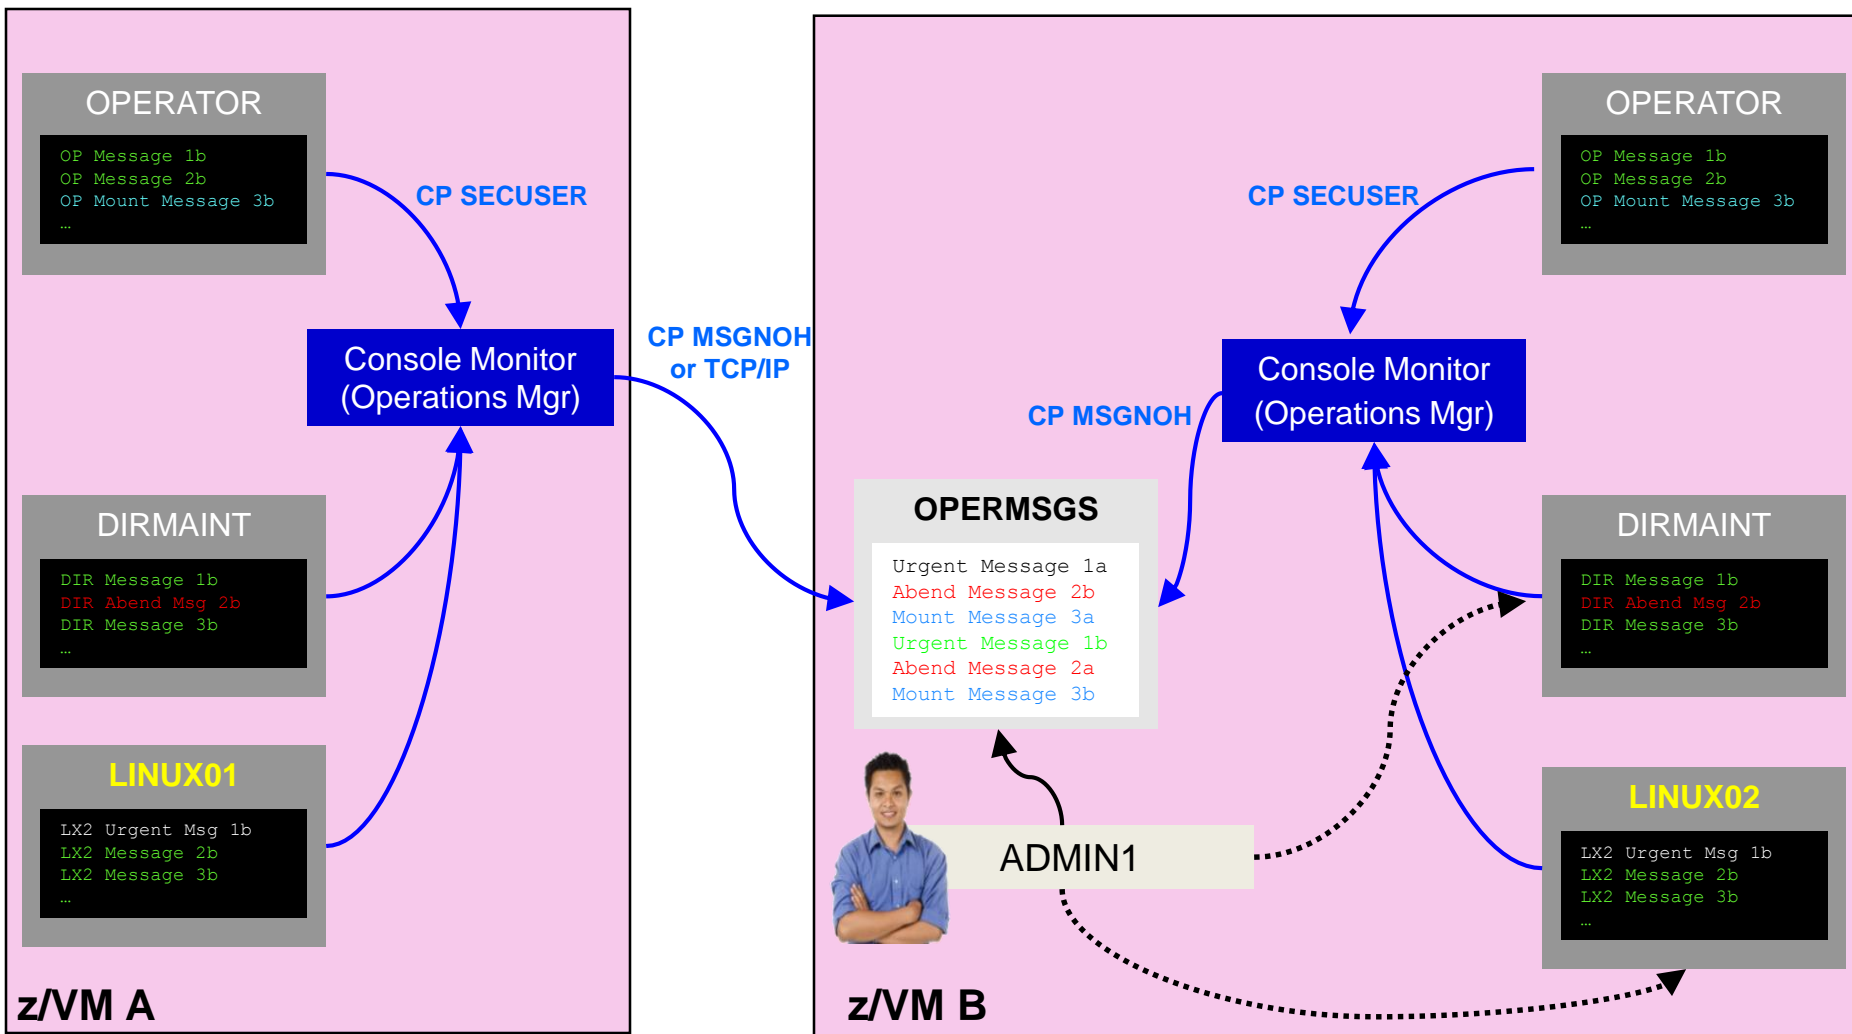 OPERATOR
OP Message 1b
OP Message 2b
OP Mount Message 3b
…
CP SECUSER
Console Monitor
(Operations Mgr)
DIRMAINT
DIR Message 1b
DIR Abend Msg 2b
DIR Message 3b
…
LINUX01
LX2 Urgent Msg 1b
LX2 Message 2b
LX2 Message 3b
…
z/VM A
CP MSGNOH
or TCP/IP
OPERATOR
OP Message 1b
OP Message 2b
OP Mount Message 3b
…
CP SECUSER
Console Monitor
(Operations Mgr)
CP MSGNOH
OPERMSGS
Urgent Message 1a
Abend Message 2b
Mount Message 3a
Urgent Message 1b
Abend Message 2a
Mount Message 3b
DIRMAINT
DIR Message 1b
DIR Abend Msg 2b
DIR Message 3b
…
ADMIN1
LINUX02
LX2 Urgent Msg 1b
LX2 Message 2b
LX2 Message 3b
…
z/VM B